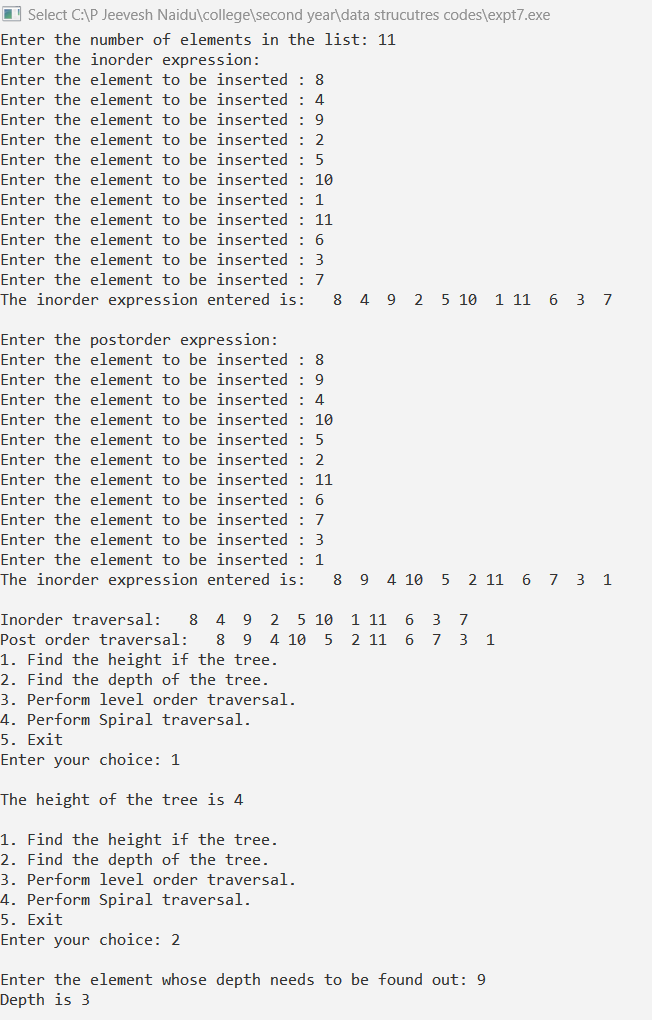 Select C:\P Jeevesh Naidu\college\second year\data strucutres codes\expt7.exe
Enter the number of elements in the list: 11
Enter the inorder expression:
Enter the element to be inserted : 8
Enter the element to be inserted : 4
Enter the element to be inserted : 9
Enter the element to be inserted : 2
Enter the element to be inserted : 5
Enter the element to be inserted : 10
Enter the element to be inserted : 1
Enter the element to be inserted : 11
Enter the element to be inserted : 6
Enter the element to be inserted : 3
Enter the element to be inserted : 7
The inorder expression entered is:   8  4  9  2  5 10  1 11  6  3  7

Enter the postorder expression:
Enter the element to be inserted : 8
Enter the element to be inserted : 9
Enter the element to be inserted : 4
Enter the element to be inserted : 10
Enter the element to be inserted : 5
Enter the element to be inserted : 2
Enter the element to be inserted : 11
Enter the element to be inserted : 6
Enter the element to be inserted : 7
Enter the element to be inserted : 3
Enter the element to be inserted : 1
The inorder expression entered is:   8  9  4 10  5  2 11  6  7  3  1

Inorder traversal:   8  4  9  2  5 10  1 11  6  3  7
Post order traversal:   8  9  4 10  5  2 11  6  7  3  1
1. Find the height if the tree.
2. Find the depth of the tree.
3. Perform level order traversal.
4. Perform Spiral traversal.
5. Exit
Enter your choice: 1

The height of the tree is 4

1. Find the height if the tree.
2. Find the depth of the tree.
3. Perform level order traversal.
4. Perform Spiral traversal.
5. Exit
Enter your choice: 2

Enter the element whose depth needs to be found out: 9
Depth is 3